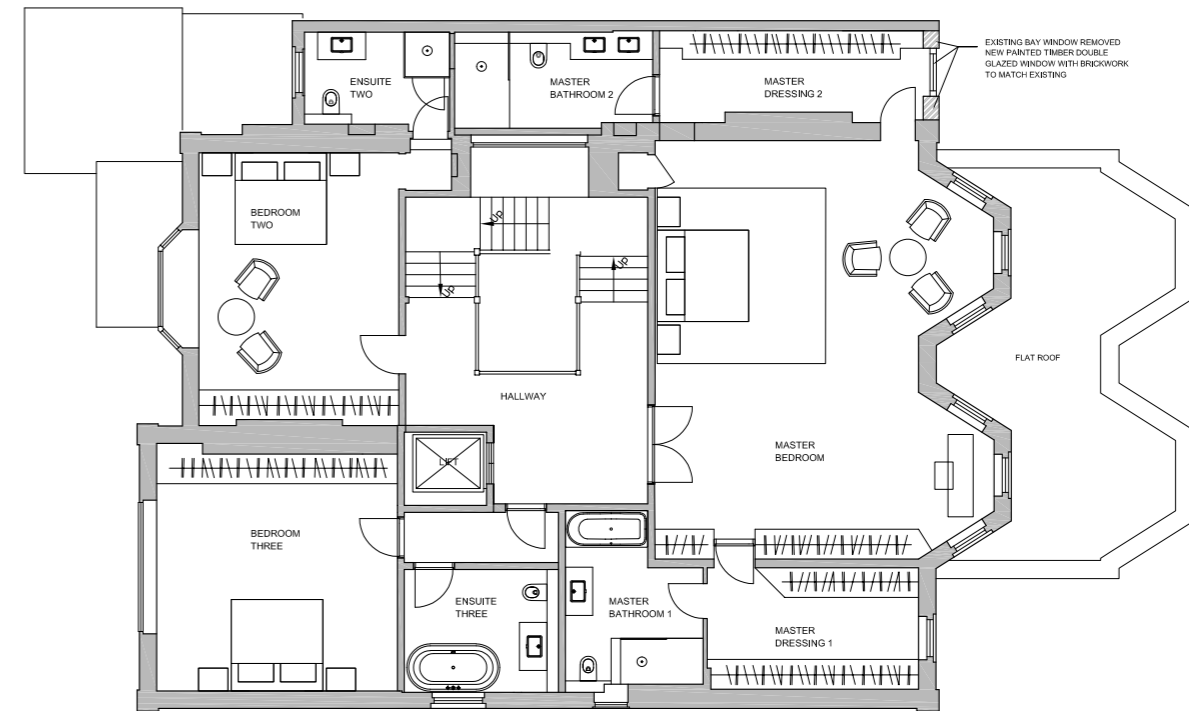 EXISTING BAY WINDOW REMOVED
NEW PAINTED TIMBER DOUBLE
GLAZED WINDOW WITH BRICKWORK
TO MATCH EXISTING
ENSUITE
TWO
MASTER
BATHROOM 2
MASTER
DRESSING 2
BEDROOM
TWO
Up
Up
Up
HALLWAY
FLAT ROOF
LIFT
MASTER
BEDROOM
BEDROOM
THREE
ENSUITE
THREE
MASTER
BATHROOM 1
MASTER
DRESSING 1